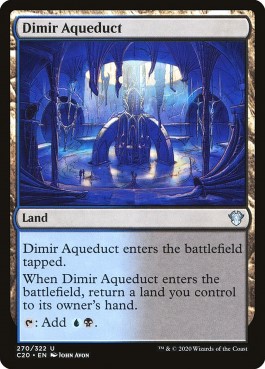 Dimir Aqueduct
Land
Dimir Aqueduct enters the battlefield
tapped.
When Dimir Aqueduct enters the
battlefield, return a land you control
to its owner's hand.
: Add .
270/322 U
C20 • EN John Avon
™ & © 2020 Wizards of the Coast